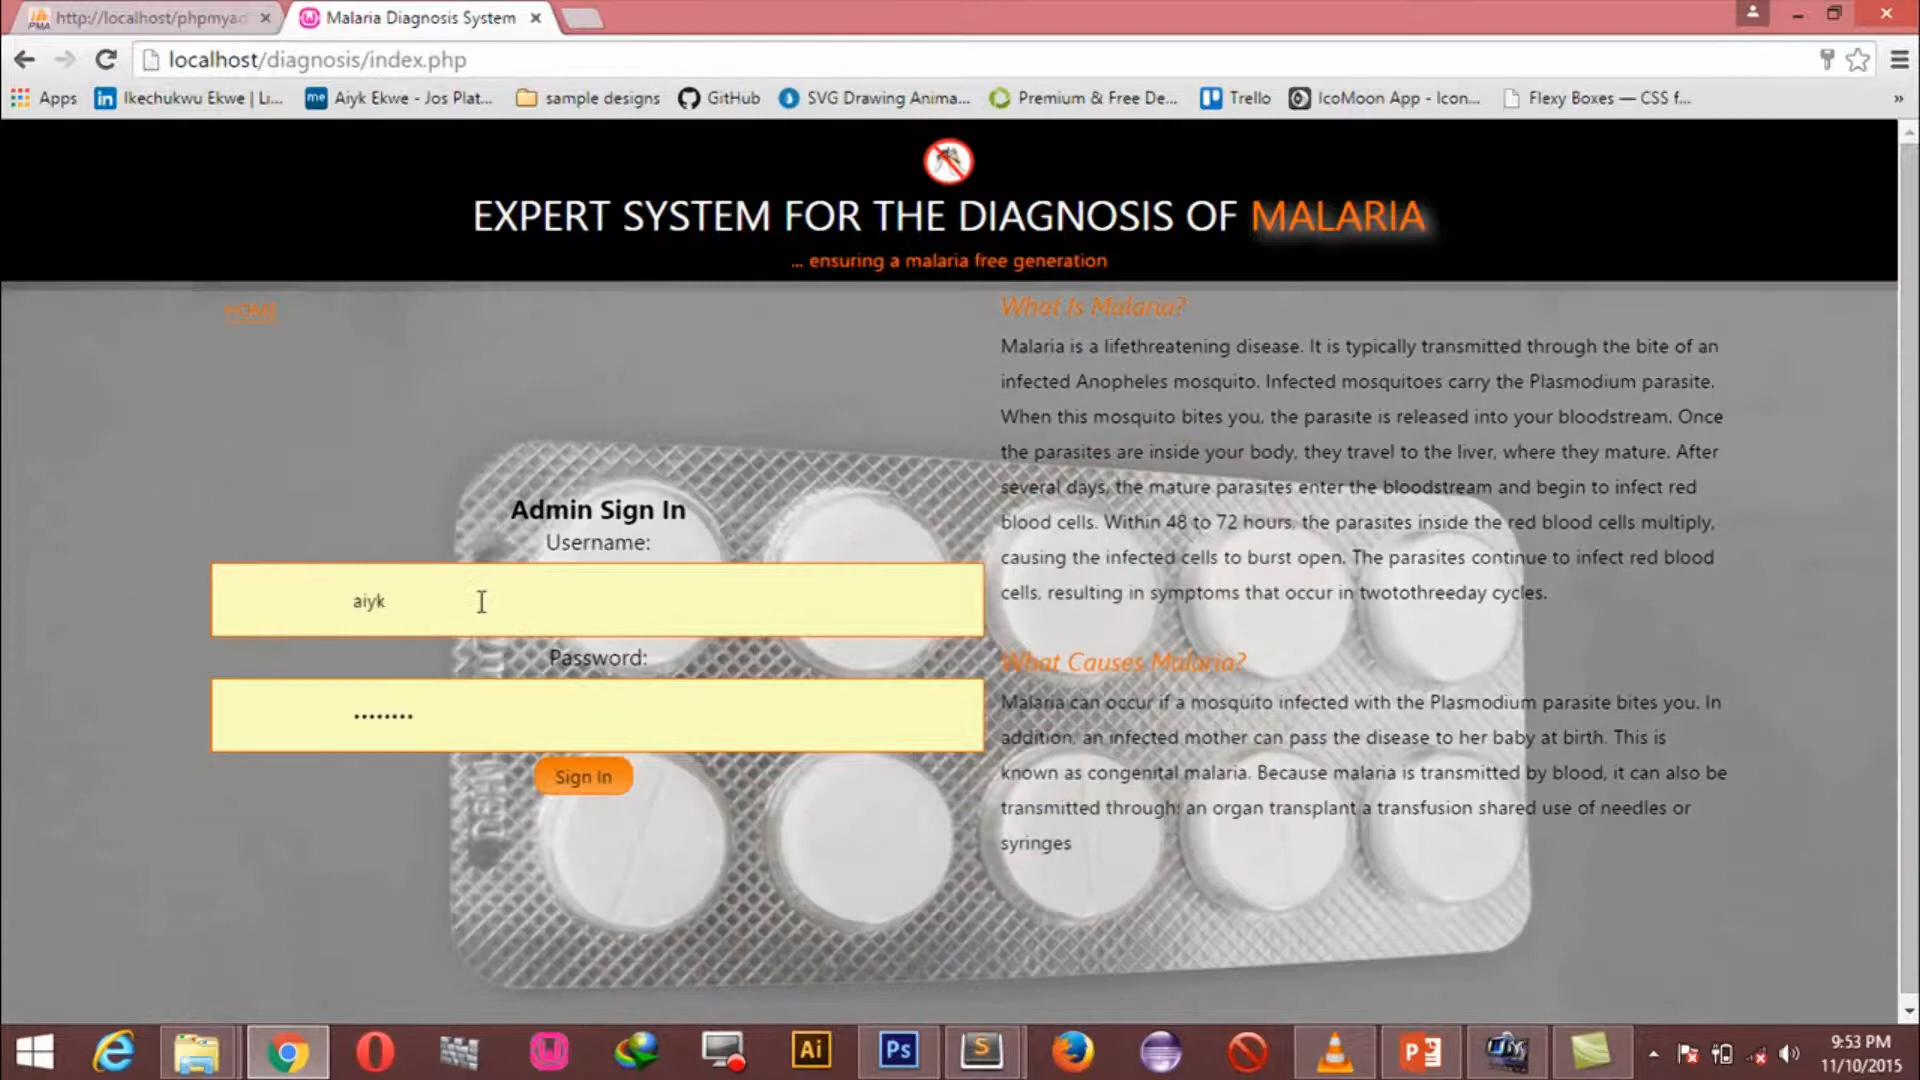 http://localhost/phpmyad
Malaria Diagnosis System
localhost/diagnosis/index.php
Apps
Ikechukwu Ekwe | Li...
Aiyk Ekwe - Jos Plat...
sample designs
GitHub
SVG Drawing Anima...
Premium & Free De...
Trello
IcoMoon App - Icon...
Flexy Boxes — CSS f...
»
EXPERT SYSTEM FOR THE DIAGNOSIS OF MALARIA
... ensuring a malaria free generation
HOME
Admin Sign In
Username:
aiyk
Password:
••••••••
Sign In
What Is Malaria?
Malaria is a lifethreatening disease. It is typically transmitted through the bite of an
infected Anopheles mosquito. Infected mosquitoes carry the Plasmodium parasite.
When this mosquito bites you, the parasite is released into your bloodstream. Once
the parasites are inside your body, they travel to the liver, where they mature. After
several days, the mature parasites enter the bloodstream and begin to infect red
blood cells. Within 48 to 72 hours, the parasites inside the red blood cells multiply,
causing the infected cells to burst open. The parasites continue to infect red blood
cells, resulting in symptoms that occur in twotothreeday cycles.
What Causes Malaria?
Malaria can occur if a mosquito infected with the Plasmodium parasite bites you. In
addition, an infected mother can pass the disease to her baby at birth. This is
known as congenital malaria. Because malaria is transmitted by blood, it can also be
transmitted through: an organ transplant a transfusion shared use of needles or
syringes
Ai
Ps
S
P
9:53 PM
11/10/2015